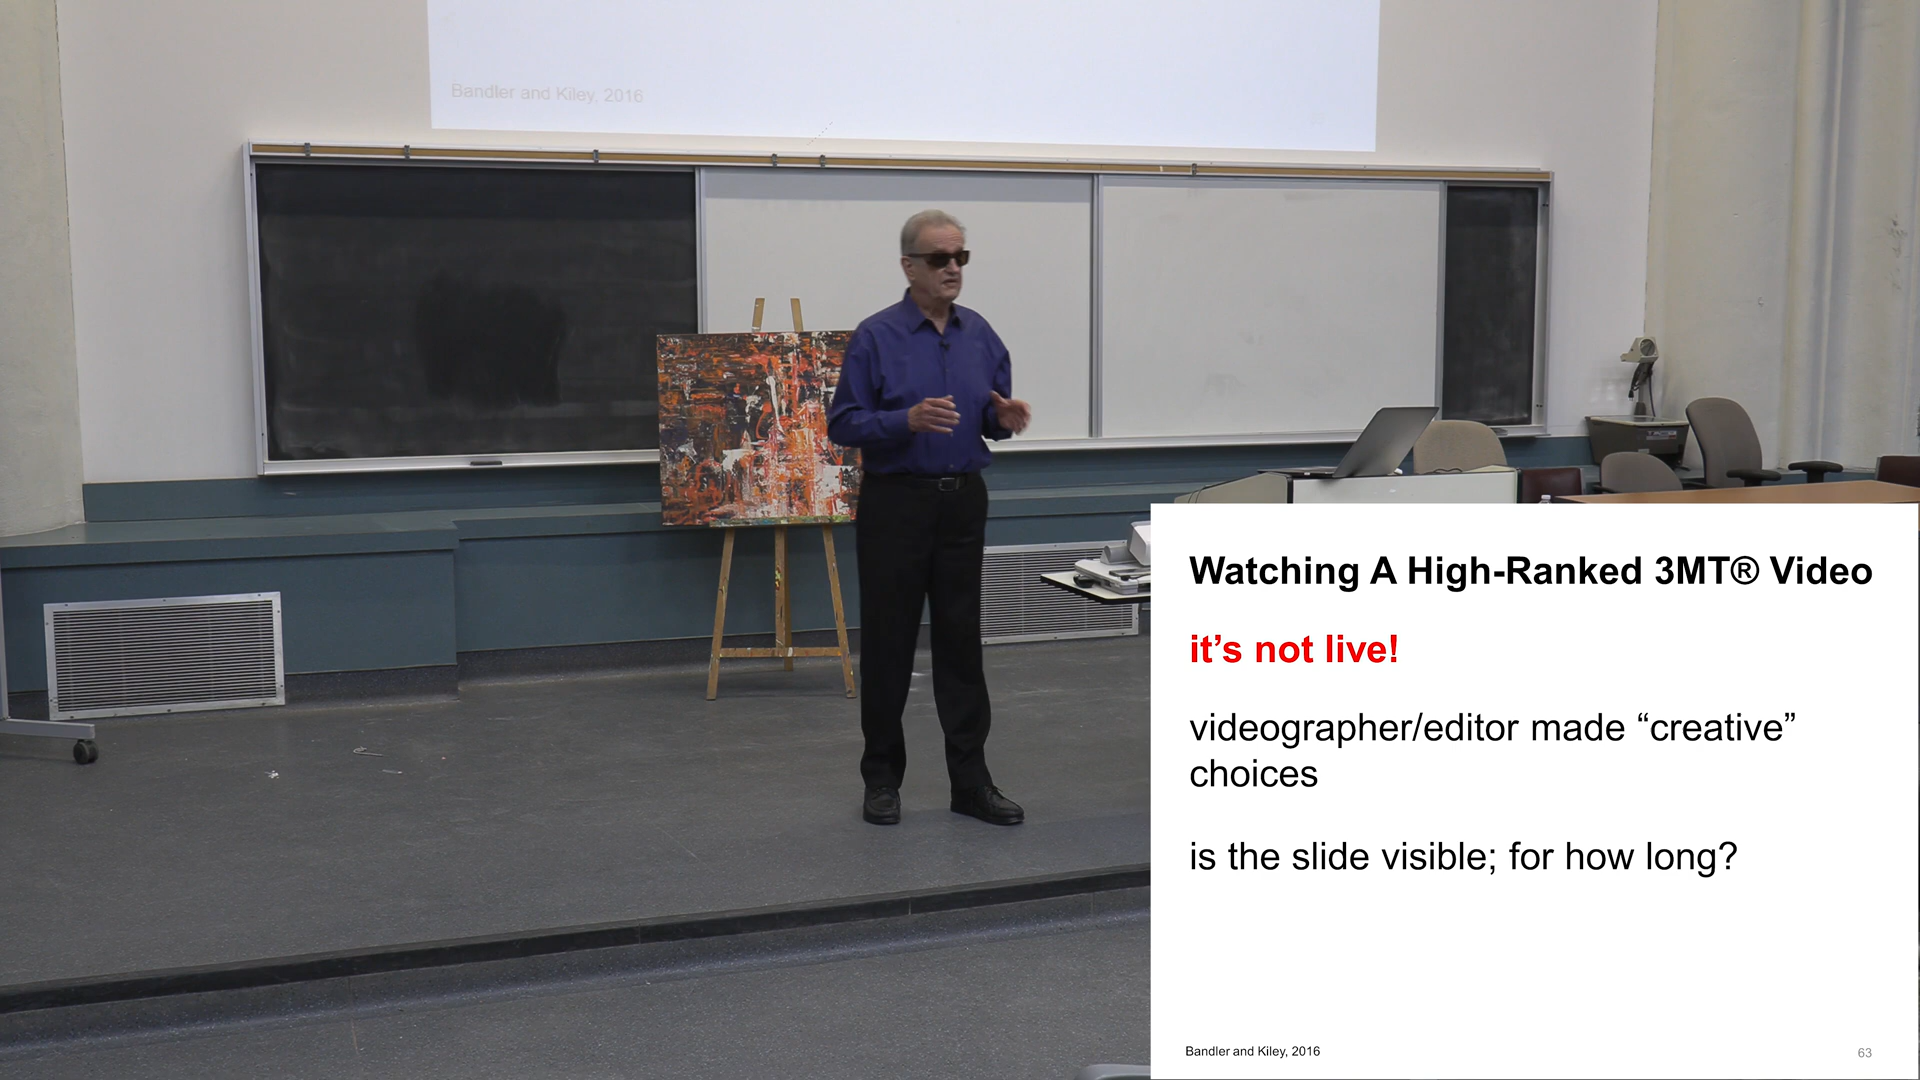 Bandler and Kiley, 2016
Watching A High-Ranked 3MT® Video
it’s not live!
videographer/editor made “creative”
choices
is the slide visible; for how long?
Bandler and Kiley, 2016
63